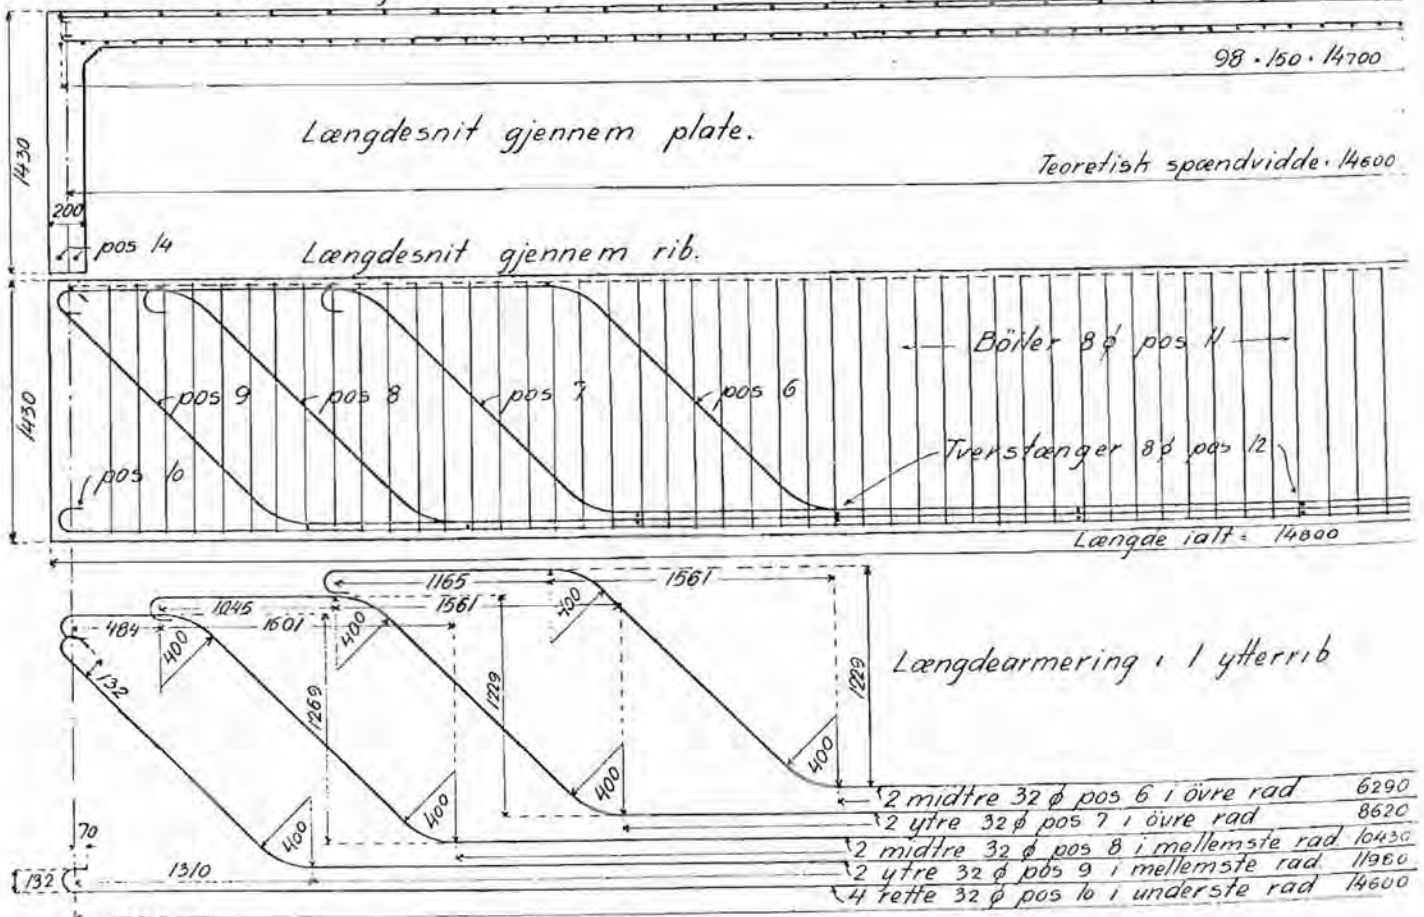 98 · 150 · 14700
Længdesnit gjennem plate.
1430
Teoretisk spændvidde · 14600
200
pos 14
Længdesnit gjennem rib.
Böiler 8 ϕ pos 11
pos 9
pos 8
pos 7
pos 6
1430
Tverstænger 8ϕ pos 12
pos 10
Længde ialt = 14800
1165
1561
1045
1561
400
484
1601
400
400
Længdearmering i 1 ytterrib
132
1269
1229
1229
400
400
400
400
2 midtre 32 ϕ pos 6 i övre rad 6290
2 ytre 32 ϕ pos 7 i övre rad 8620
70
2 midtre 32 ϕ pos 8 i mellemste rad 10430
132
1310
2 ytre 32 ϕ pos 9 i mellemste rad 11980
4 rette 32 ϕ pos 10 i underste rad 14600